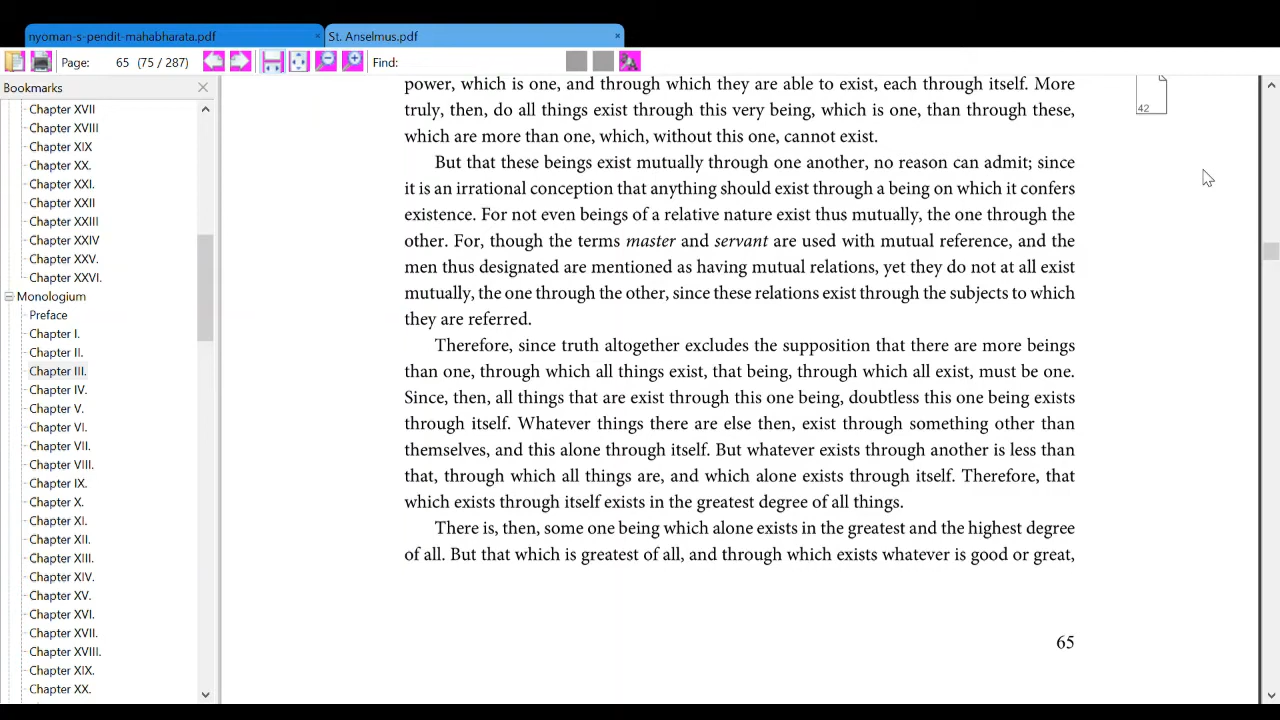 nyoman-s-pendit-mahabharata.pdf
St. Anselmus.pdf
Page: 65 (75 / 287)
Find:
Bookmarks
Chapter XVII
Chapter XVIII
Chapter XIX
Chapter XX.
Chapter XXI.
Chapter XXII
Chapter XXIII
Chapter XXIV
Chapter XXV.
Chapter XXVI.
Monologium
Preface
Chapter I.
Chapter II.
Chapter III.
Chapter IV.
Chapter V.
Chapter VI.
Chapter VII.
Chapter VIII.
Chapter IX.
Chapter X.
Chapter XI.
Chapter XII.
Chapter XIII.
Chapter XIV.
Chapter XV.
Chapter XVI.
Chapter XVII.
Chapter XVIII.
Chapter XIX.
Chapter XX.
power, which is one, and through which they are able to exist, each through itself. More
truly, then, do all things exist through this very being, which is one, than through these,
which are more than one, which, without this one, cannot exist.
But that these beings exist mutually through one another, no reason can admit; since
it is an irrational conception that anything should exist through a being on which it confers
existence. For not even beings of a relative nature exist thus mutually, the one through the
other. For, though the terms master and servant are used with mutual reference, and the
men thus designated are mentioned as having mutual relations, yet they do not at all exist
mutually, the one through the other, since these relations exist through the subjects to which
they are referred.
Therefore, since truth altogether excludes the supposition that there are more beings
than one, through which all things exist, that being, through which all exist, must be one.
Since, then, all things that are exist through this one being, doubtless this one being exists
through itself. Whatever things there are else then, exist through something other than
themselves, and this alone through itself. But whatever exists through another is less than
that, through which all things are, and which alone exists through itself. Therefore, that
which exists through itself exists in the greatest degree of all things.
There is, then, some one being which alone exists in the greatest and the highest degree
of all. But that which is greatest of all, and through which exists whatever is good or great,
65
42